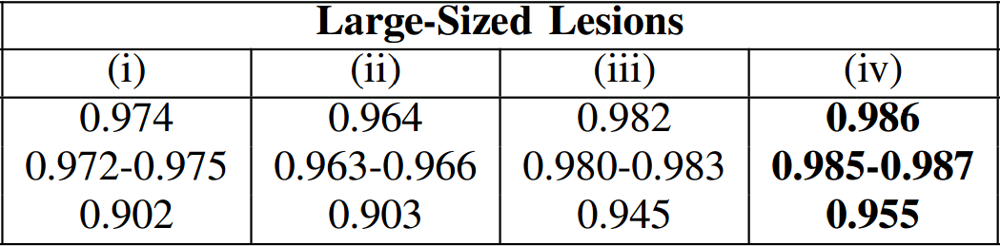 Large-Sized Lesions
(i) (ii) (iii) (iv)
0.974 0.964 0.982 0.986
0.972-0.975 0.963-0.966 0.980-0.983 0.985-0.987
0.902 0.903 0.945 0.955